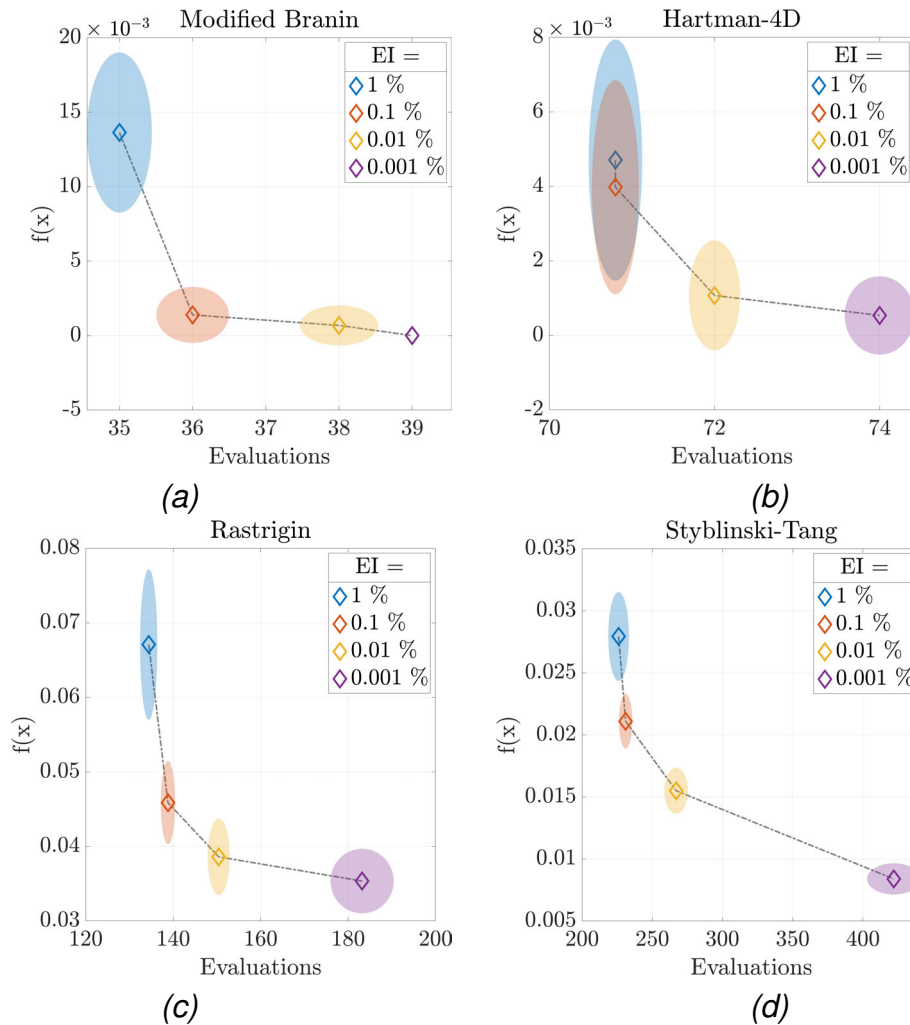 Modified Branin
× 10⁻³
20
15
10
5
0
-5
f(x)
35 36 37 38 39
Evaluations
EI =
1 %
0.1 %
0.01 %
0.001 %
(a)
Hartman-4D
× 10⁻³
8
6
4
2
0
-2
f(x)
70 72 74
Evaluations
EI =
1 %
0.1 %
0.01 %
0.001 %
(b)
Rastrigin
0.08
0.07
0.06
0.05
0.04
0.03
f(x)
120 140 160 180 200
Evaluations
EI =
1 %
0.1 %
0.01 %
0.001 %
(c)
Styblinski-Tang
0.035
0.03
0.025
0.02
0.015
0.01
0.005
f(x)
200 250 300 350 400
Evaluations
EI =
1 %
0.1 %
0.01 %
0.001 %
(d)